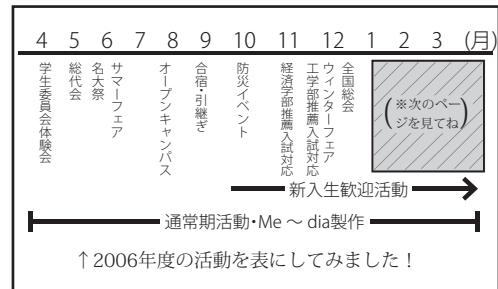 4 5 6 7 8 9 10 11 12 1 2 3 (月)
学生委員会体験会
総代会
名大祭
サマーフェア
オープンキャンパス
合宿・引継ぎ
防災イベント
経済学部推薦入試対応
工学部推薦入試対応
ウィンターフェア
全国総会
(※次のペー
ジを見てね)
新入生歓迎活動
通常期活動・Me～dia製作
↑2006年度の活動を表にしてみました！